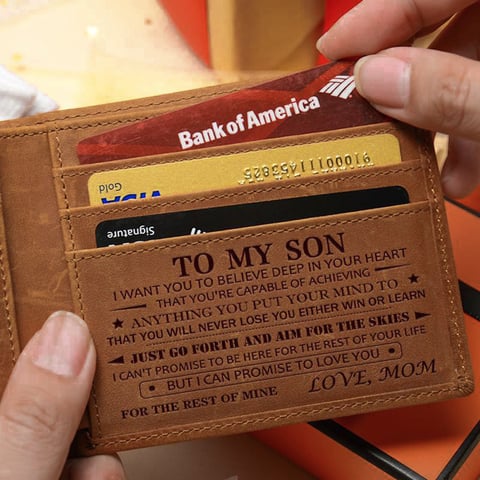 Bank of America
Gold
VISA
Signature
TO MY SON
I WANT YOU TO BELIEVE DEEP IN YOUR HEART
THAT YOU'RE CAPABLE OF ACHIEVING
ANYTHING YOU PUT YOUR MIND TO
THAT YOU WILL NEVER LOSE YOU EITHER WIN OR LEARN
JUST GO FORTH AND AIM FOR THE SKIES
I CAN'T PROMISE TO BE HERE FOR THE REST OF YOUR LIFE
BUT I CAN PROMISE TO LOVE YOU
FOR THE REST OF MINE
LOVE, MOM